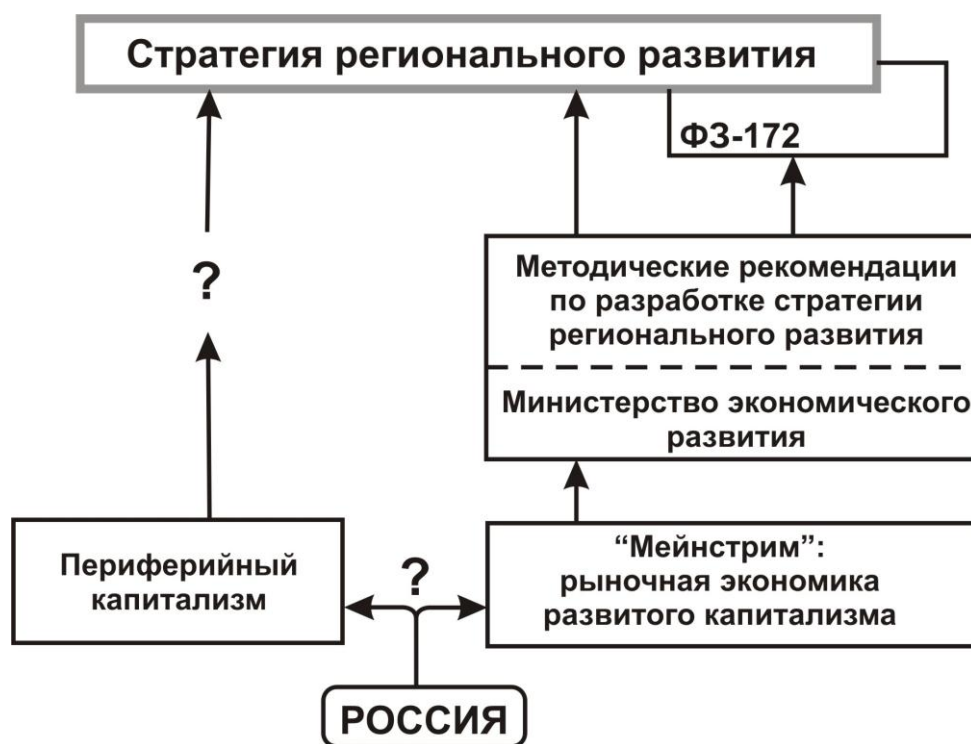 Стратегия регионального развития
ФЗ-172
?
Методические рекомендации
по разработке стратегии
регионального развития
Министерство экономического
развития
Периферийный
капитализм
?
“Мейнстрим”:
рыночная экономика
развитого капитализма
РОССИЯ